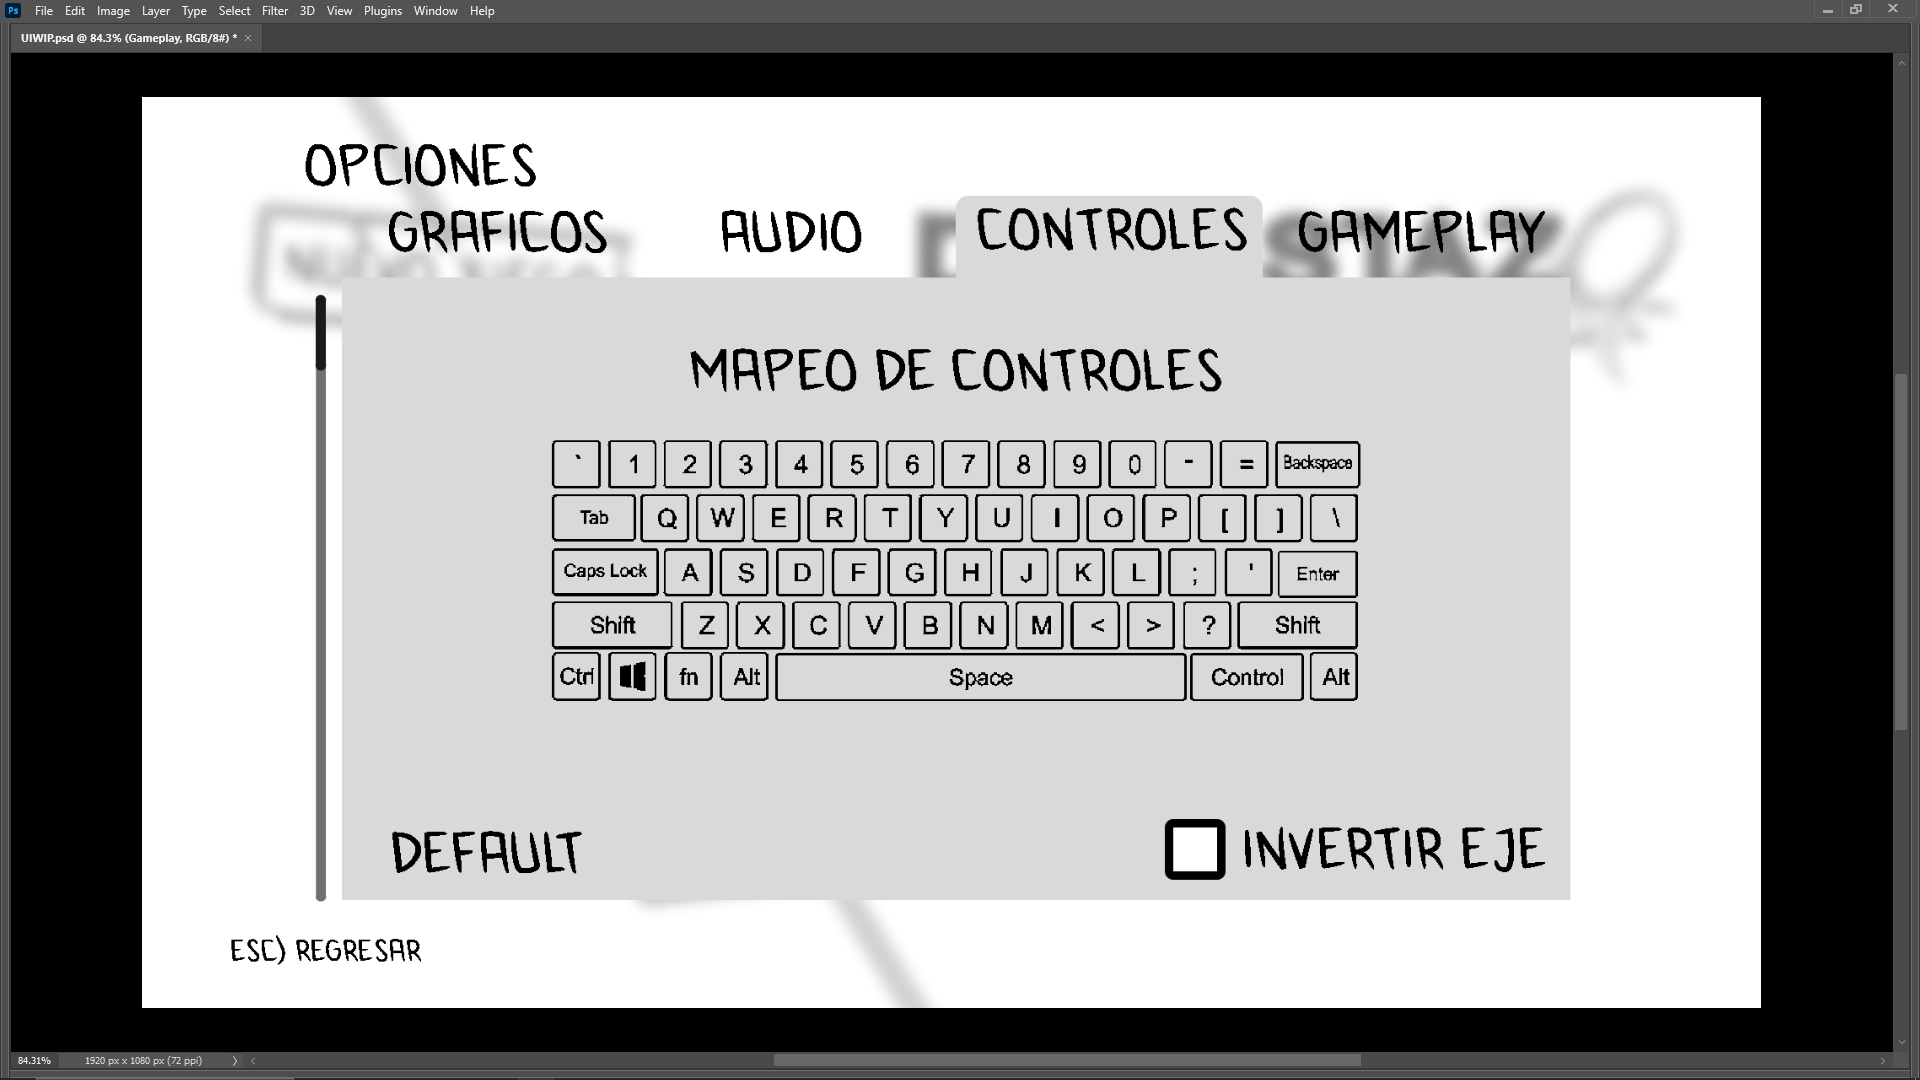 Ps File Edit Image Layer Type Select Filter 3D View Plugins Window Help
UIWIP.psd @ 84.3% (Gameplay, RGB/8#) *
OPCIONES
GRAFICOS AUDIO CONTROLES GAMEPLAY
MAPEO DE CONTROLES
` 1 2 3 4 5 6 7 8 9 0 - = Backspace
Tab Q W E R T Y U I O P [ ] \
Caps Lock A S D F G H J K L ; ' Enter
Shift Z X C V B N M < > ? Shift
Ctrl fn Alt Space Control Alt
DEFAULT INVERTIR EJE
ESC) REGRESAR
84.31% 1920 px x 1080 px (72 ppi)